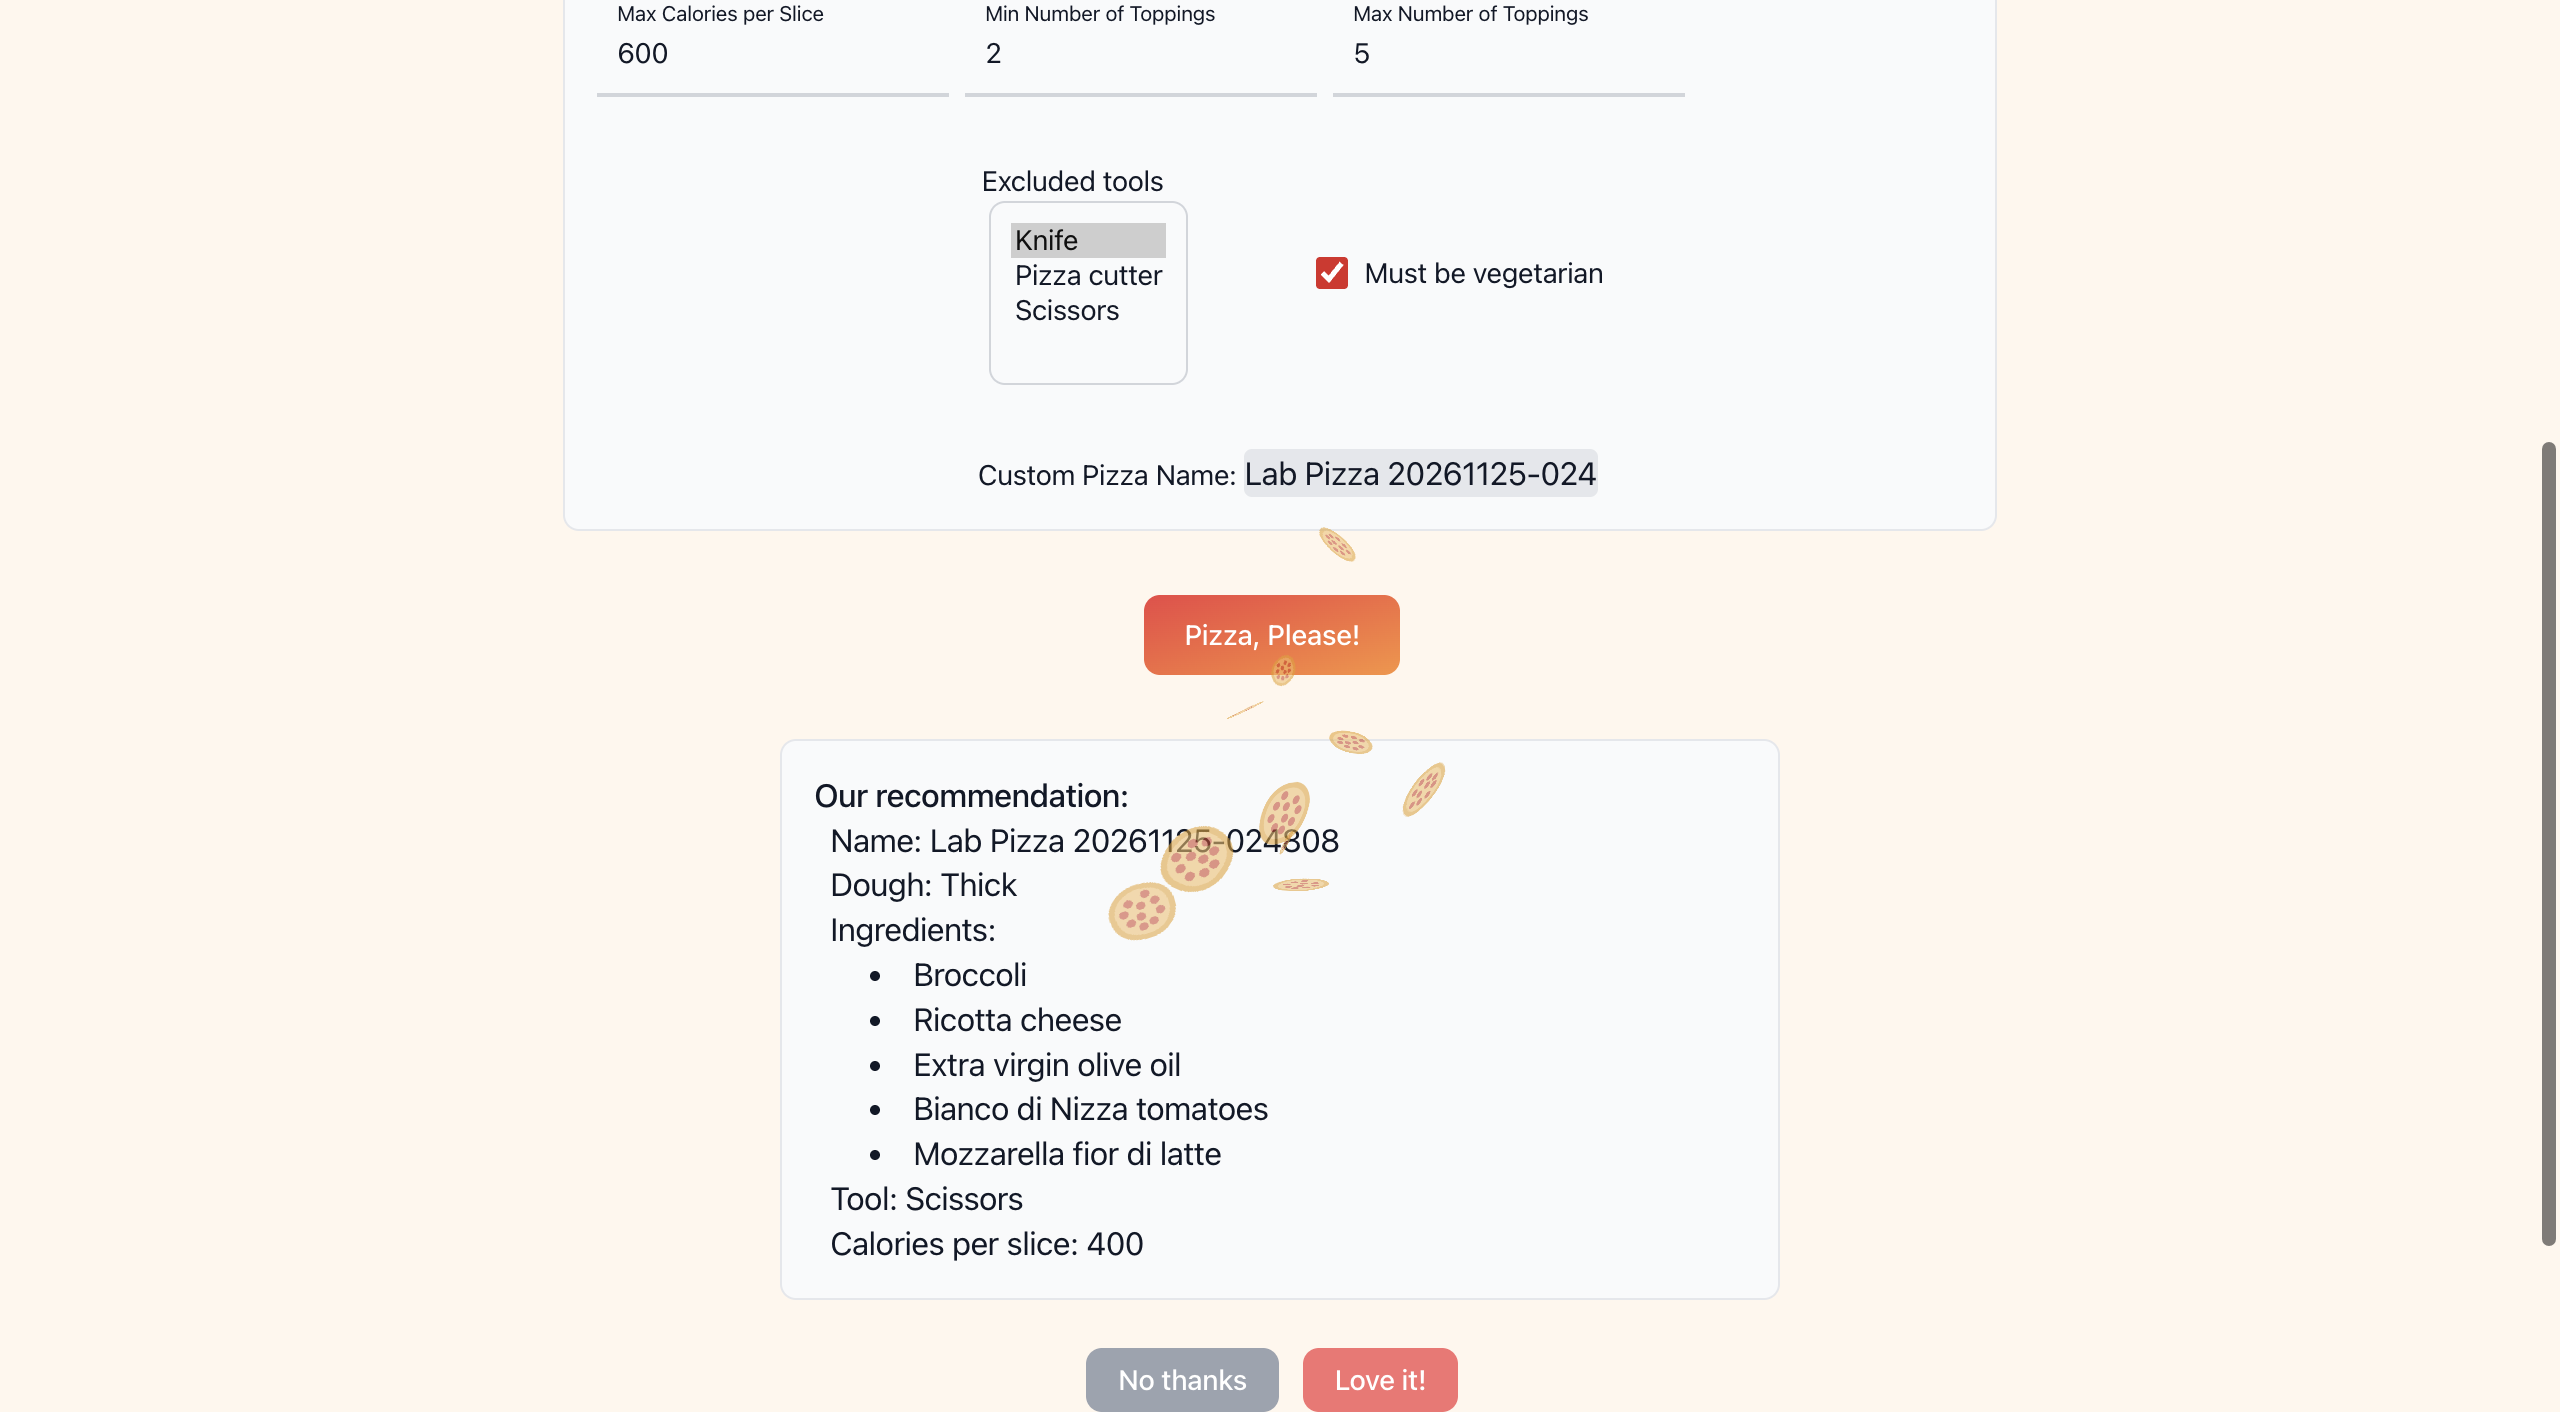 Max Calories per Slice Min Number of Toppings Max Number of Toppings
600 2 5
Excluded tools
Knife
Pizza cutter
Scissors
Must be vegetarian
Custom Pizza Name: Lab Pizza 20261125-024
Pizza, Please!
Our recommendation:
Name: Lab Pizza 20261125-024808
Dough: Thick
Ingredients:
• Broccoli
• Ricotta cheese
• Extra virgin olive oil
• Bianco di Nizza tomatoes
• Mozzarella fior di latte
Tool: Scissors
Calories per slice: 400
No thanks Love it!